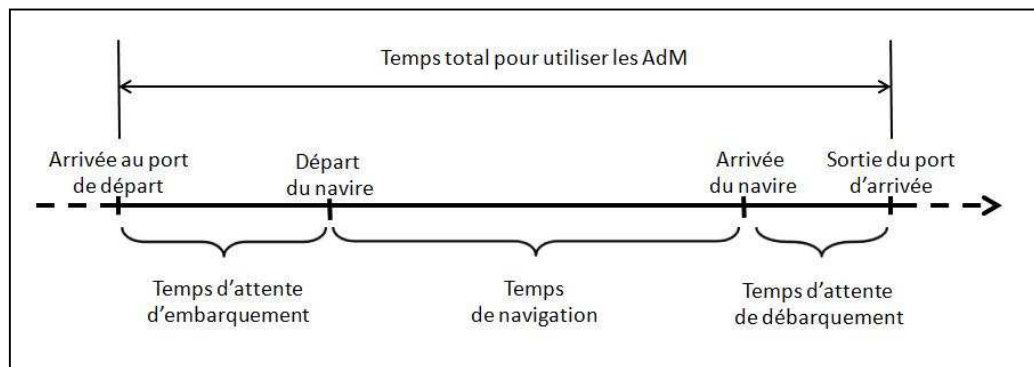 Temps total pour utiliser les AdM
Arrivée au port
de départ
Départ
du navire
Arrivée
du navire
Sortie du port
d'arrivée
Temps d'attente
d'embarquement
Temps
de navigation
Temps d'attente
de débarquement